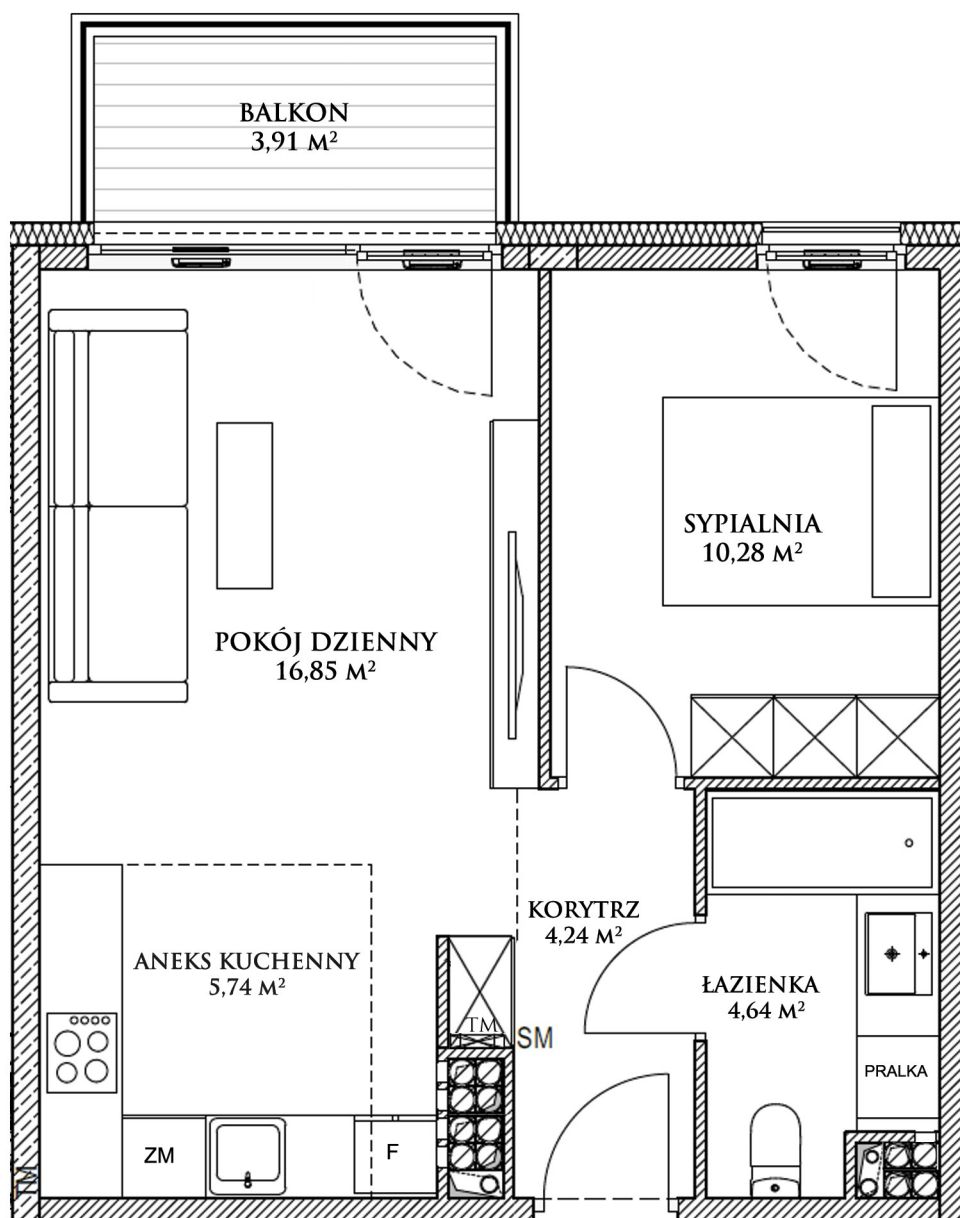 BALKON
3,91 M²
SYPIALNIA
10,28 M²
POKÓJ DZIENNY
16,85 M²
KORYTRZ
4,24 M²
ANEKS KUCHENNY
5,74 M²
ŁAZIENKA
4,64 M²
TM
SM
PRALKA
ZM
F
TM